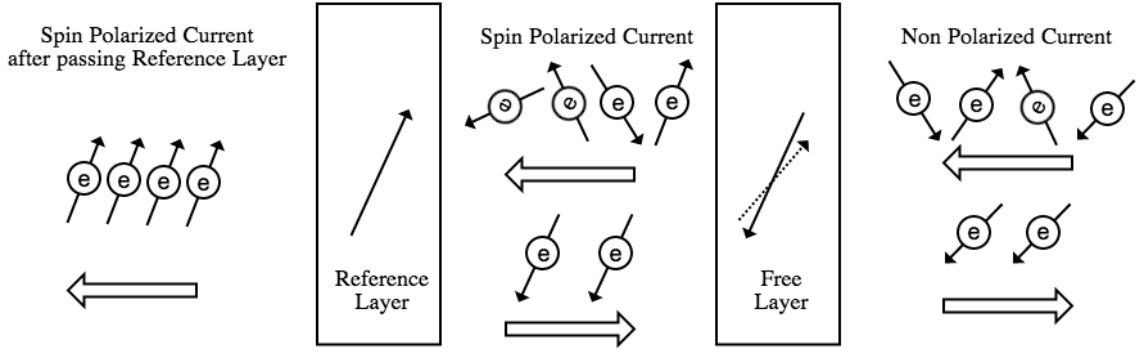 Spin Polarized Current
after passing Reference Layer
e e e e
Reference
Layer
Spin Polarized Current
e e e e
e e
Free
Layer
Non Polarized Current
e e e e
e e